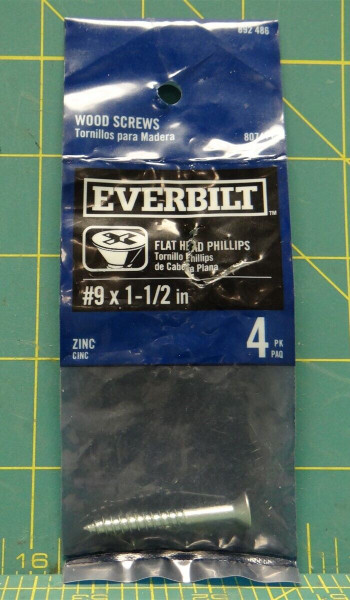 892 486
WOOD SCREWS
Tornillos para Madera
EVERBILT™
FLAT HEAD PHILLIPS
Tornillo Phillips
de Cabeza Plana
#9 x 1-1/2 in
ZINC
CINC
4 PK
PAQ
16